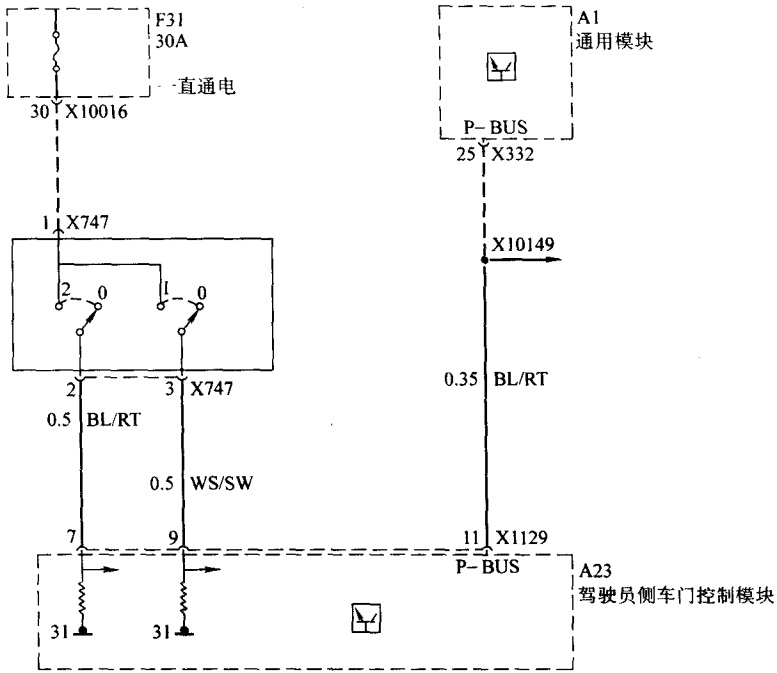 F31
30A
直通电
30 X10016
A1
通用模块
P-BUS
25 X332
1 X747
X10149
2 0 1 0
2 3 X747
0.5 BL/RT
0.35 BL/RT
0.5 WS/SW
7 9 11 X1129
P-BUS
A23
驾驶员侧车门控制模块
31 31